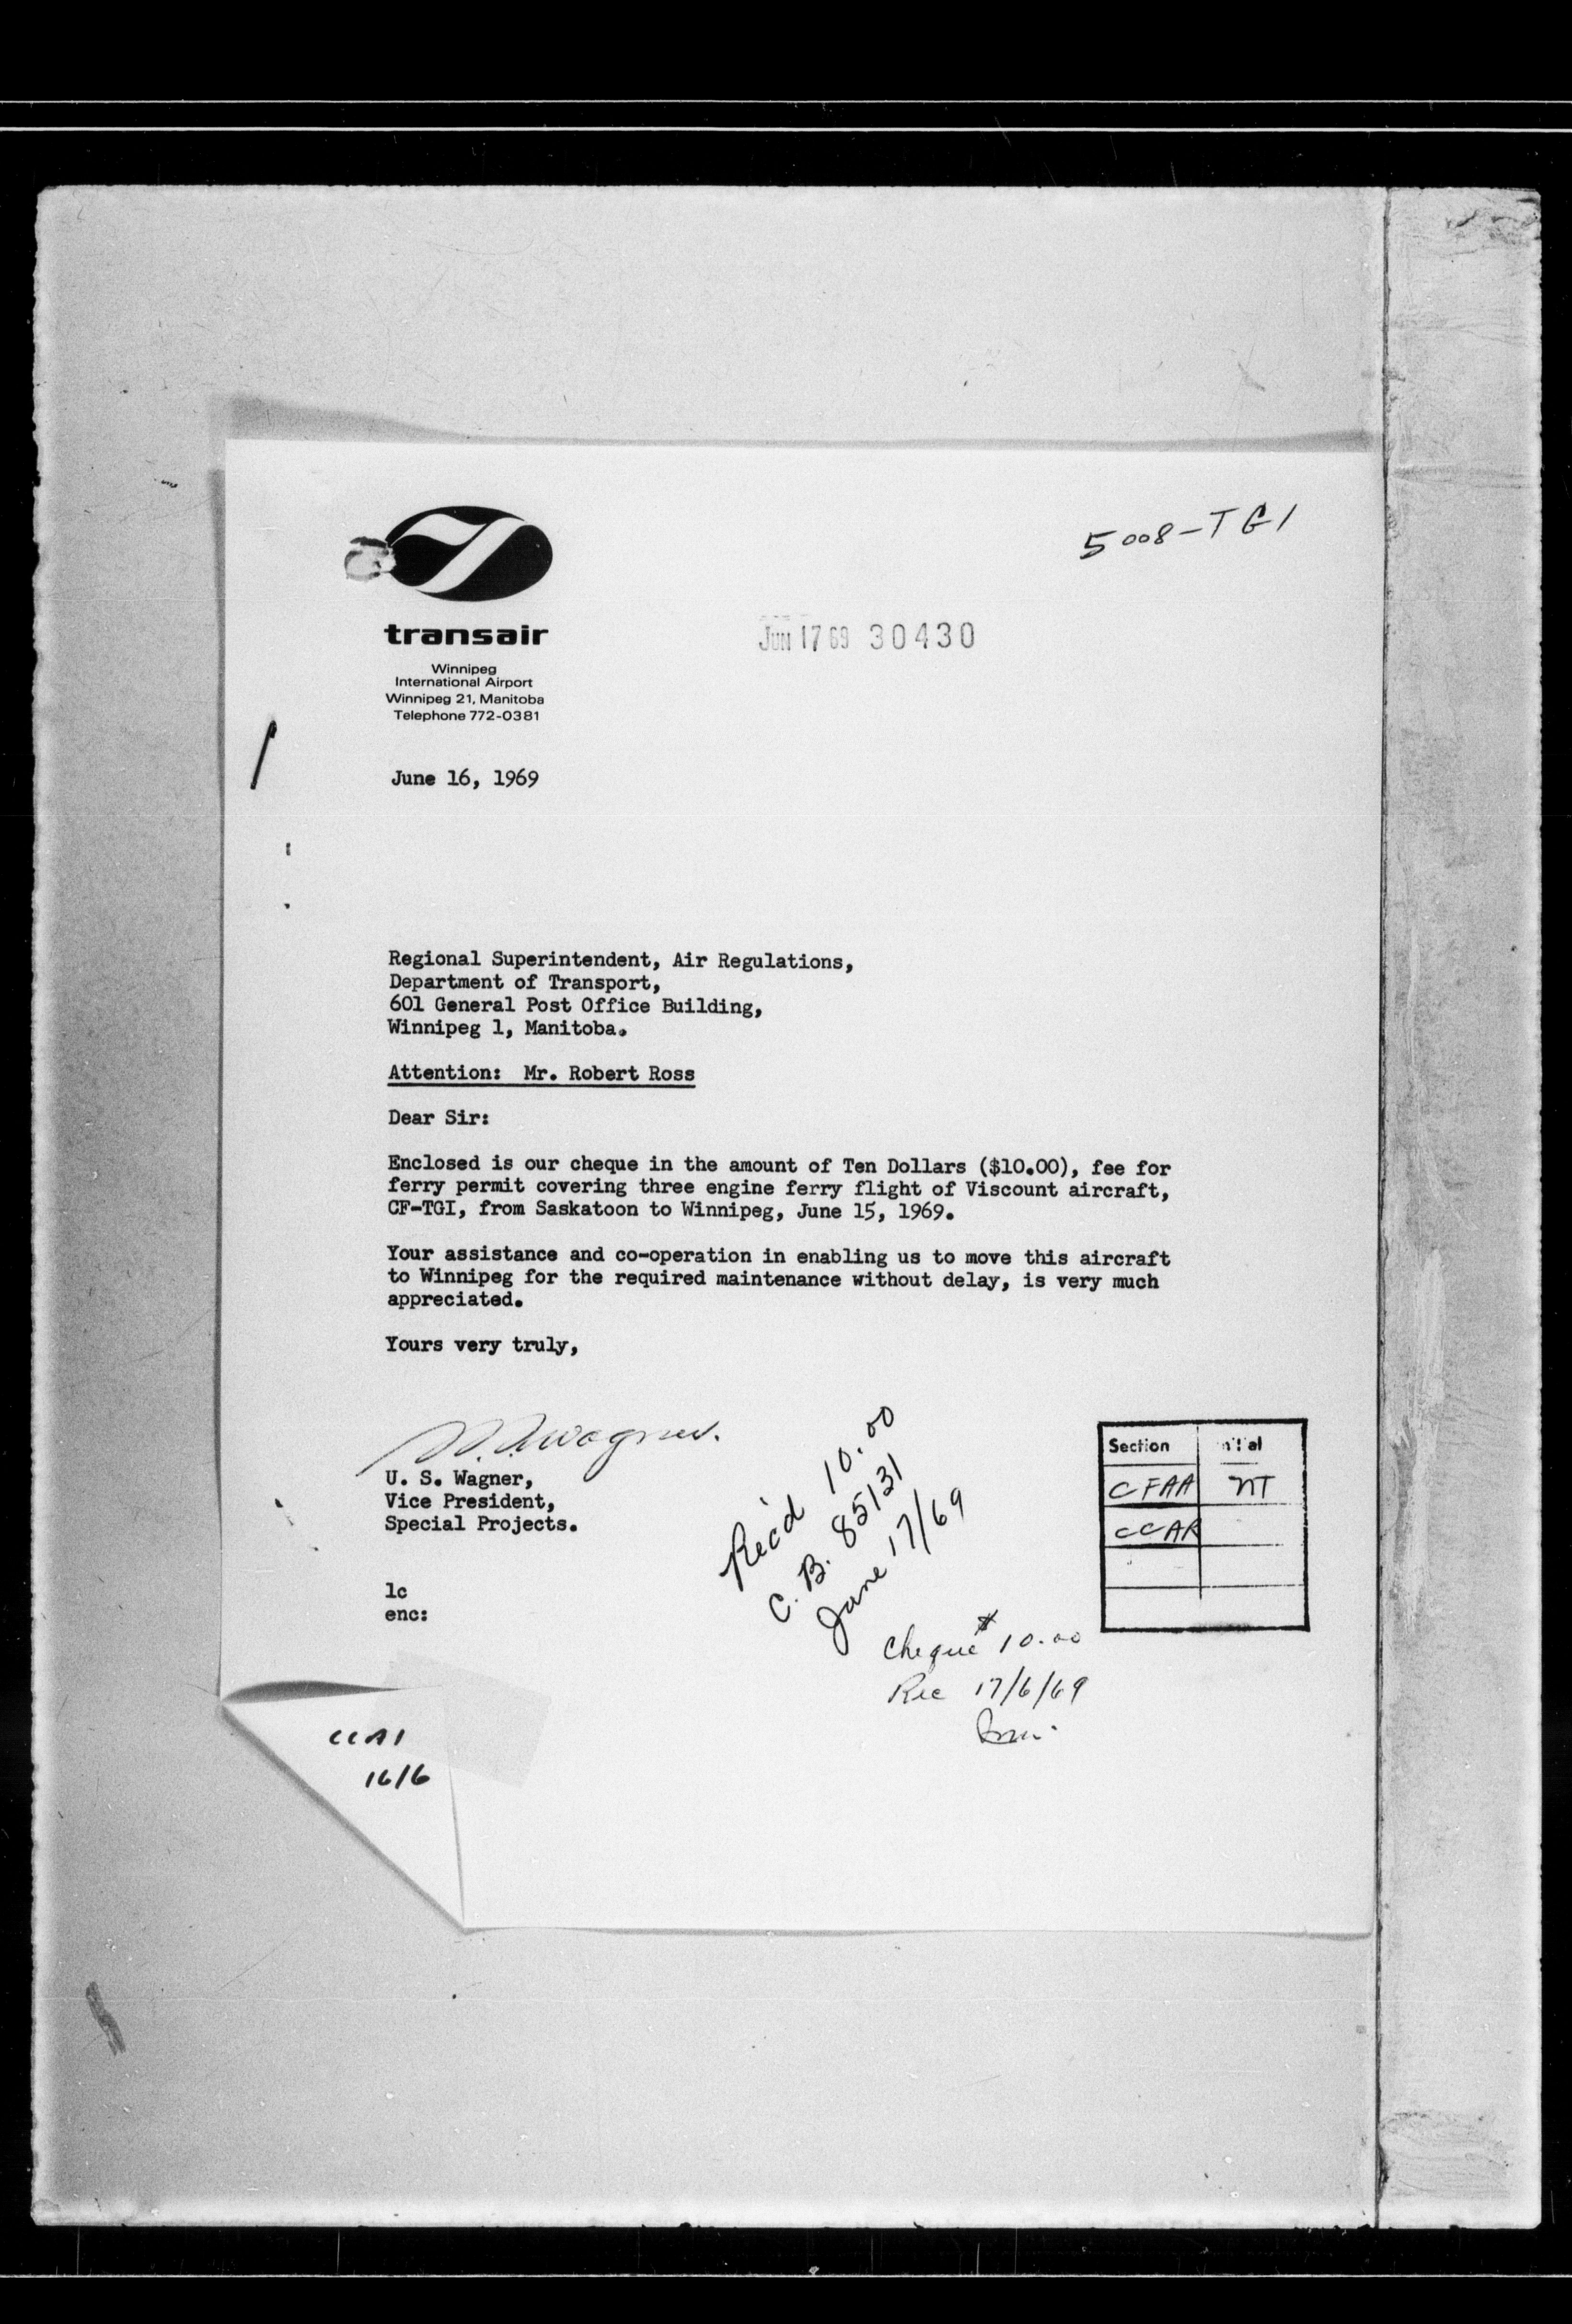 5008-TGI
transair
JUN 17 69 30430
Winnipeg
International Airport
Winnipeg 21, Manitoba
Telephone 772-0381
June 16, 1969
Regional Superintendent, Air Regulations,
Department of Transport,
601 General Post Office Building,
Winnipeg 1, Manitoba.
Attention: Mr. Robert Ross
Dear Sir:
Enclosed is our cheque in the amount of Ten Dollars ($10.00), fee for
ferry permit covering three engine ferry flight of Viscount aircraft,
CF-TGI, from Saskatoon to Winnipeg, June 15, 1969.
Your assistance and co-operation in enabling us to move this aircraft
to Winnipeg for the required maintenance without delay, is very much
appreciated.
Yours very truly,
U. S. Wagner,
Vice President,
Special Projects.
lc
enc:
Rec'd 10.00
C.B. 85131
June 17/69
Cheque $10.00
Rec 17/6/69
Section
CFAA NT
CCAR
CCAI
16/6